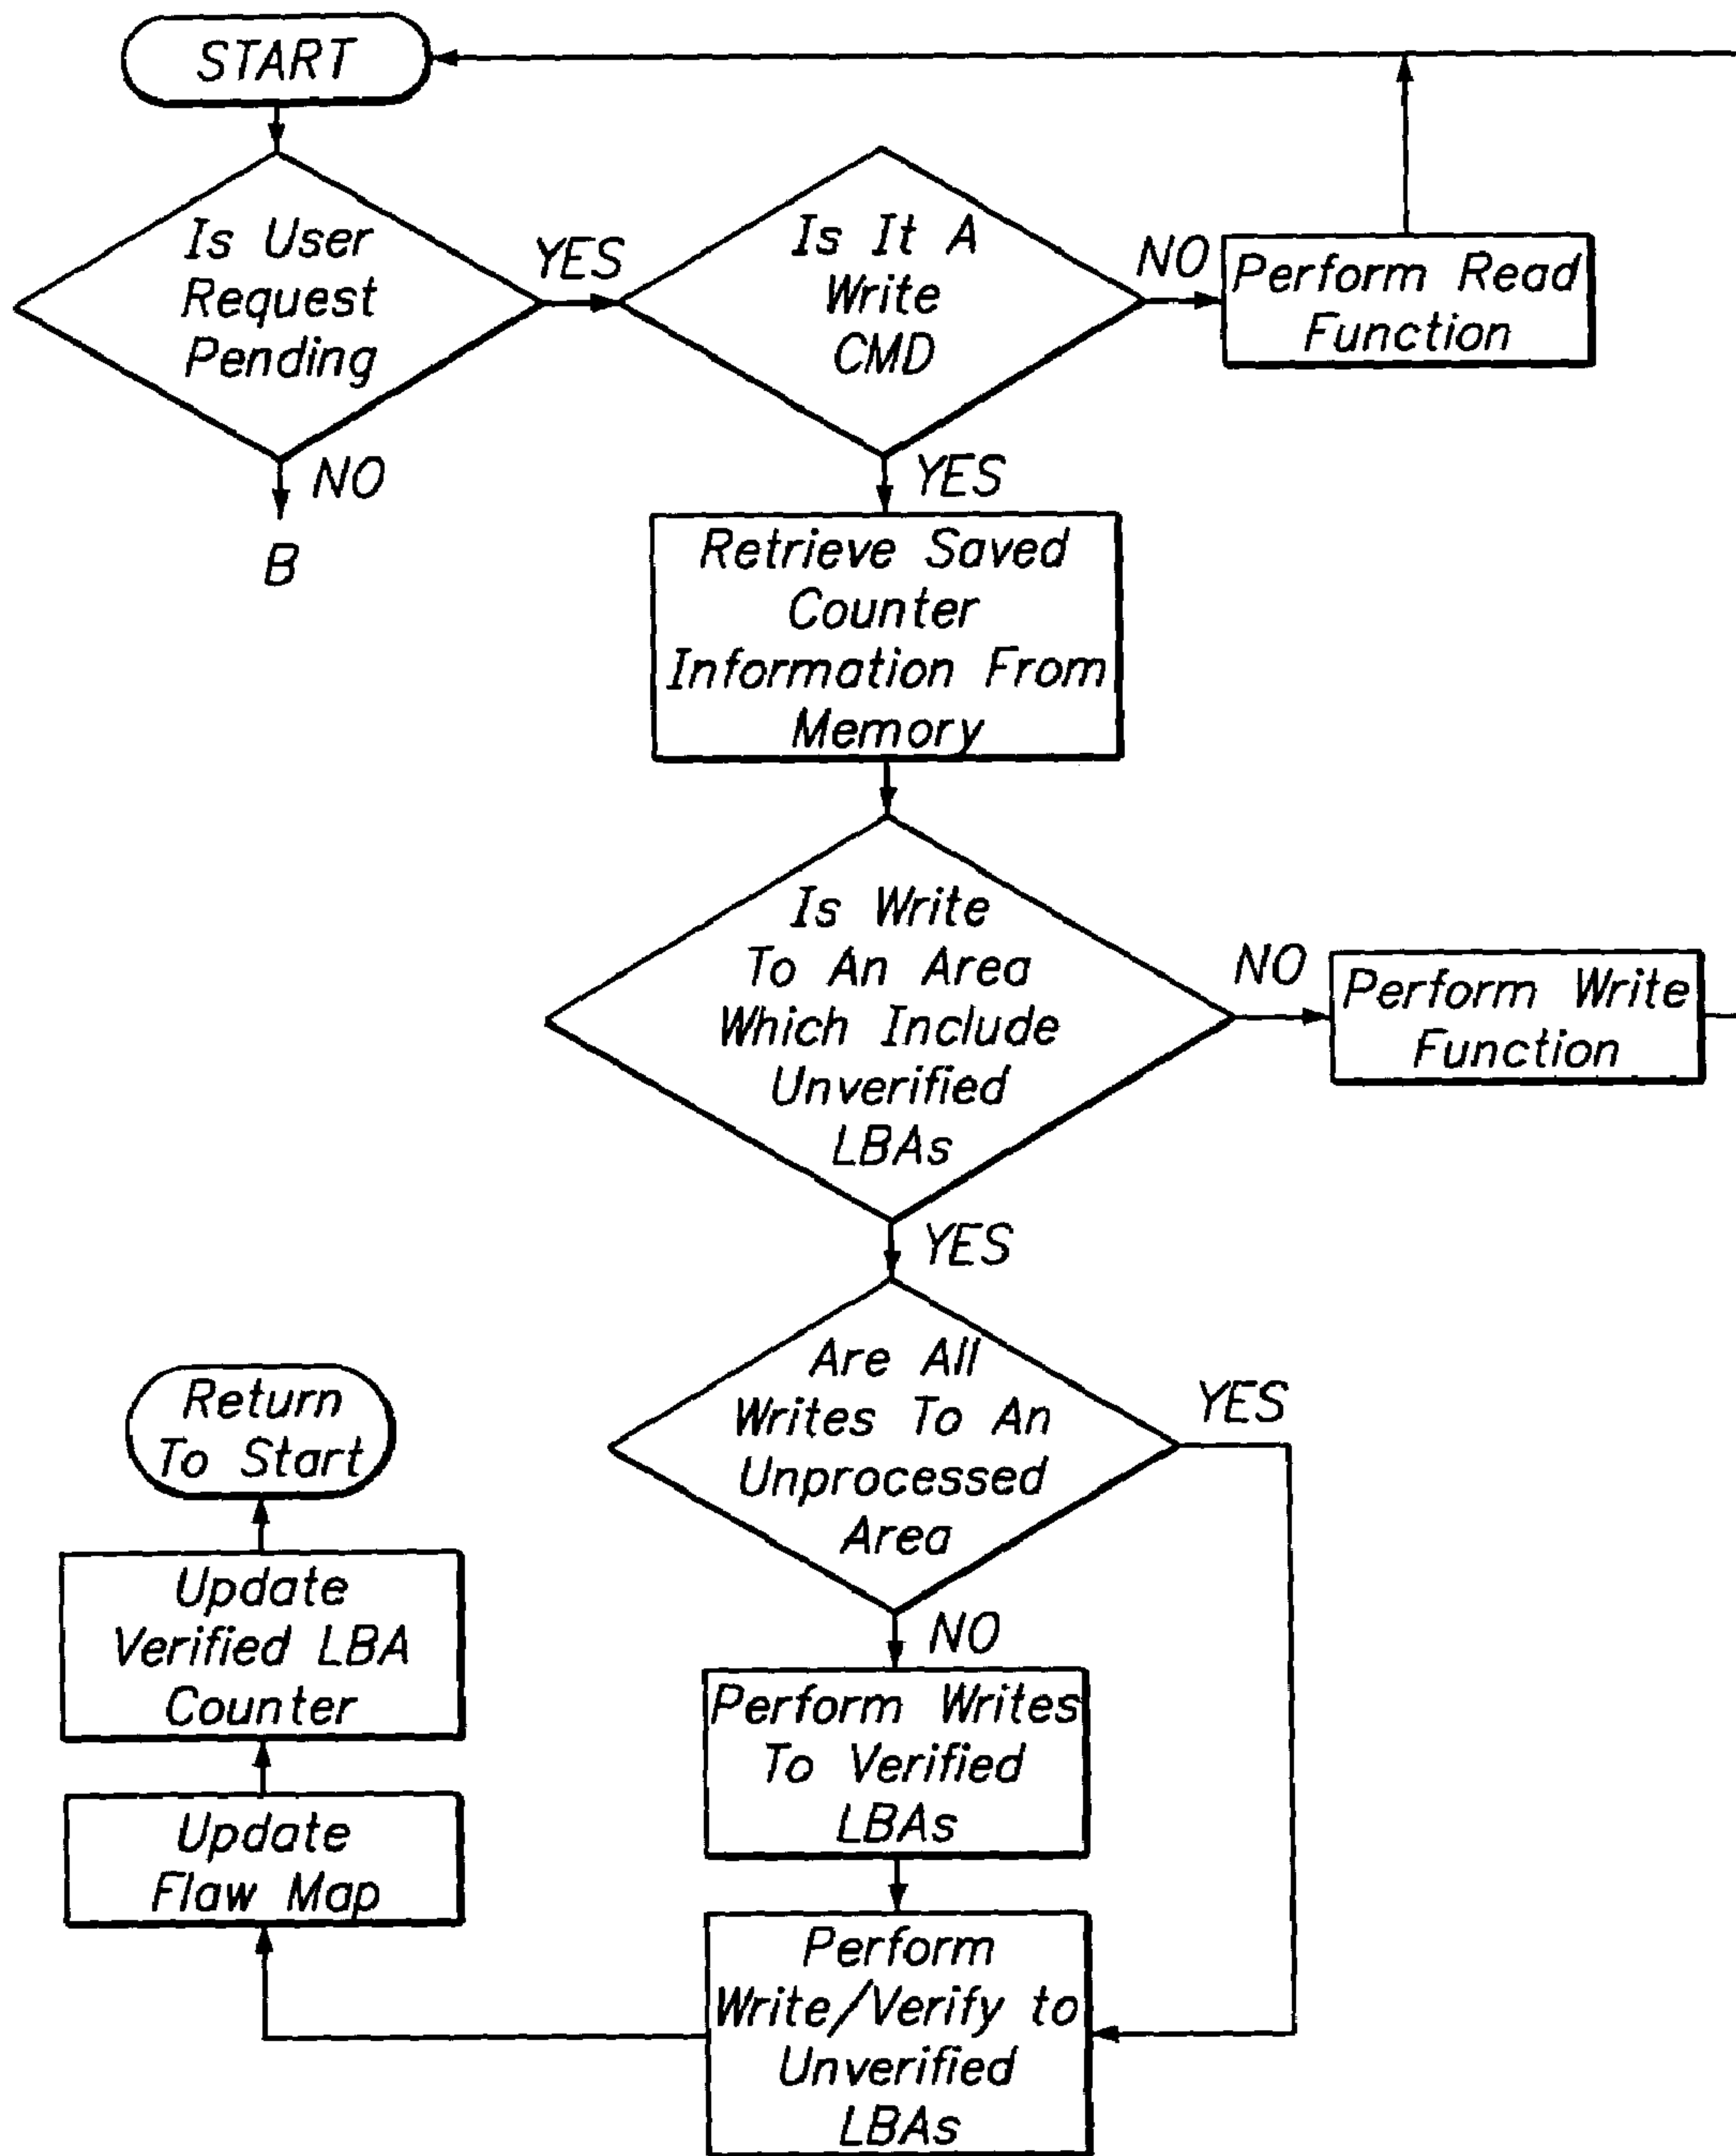 START
Is User
Request
Pending
YES
NO
B
Is It A
Write
CMD
NO
Perform Read
Function
YES
Retrieve Saved
Counter
Information From
Memory
Is Write
To An Area
Which Include
Unverified
LBAs
NO
Perform Write
Function
YES
Are All
Writes To An
Unprocessed
Area
YES
NO
Perform Writes
To Verified
LBAs
Perform
Write/Verify to
Unverified
LBAs
Update
Flaw Map
Update
Verified LBA
Counter
Return
To Start